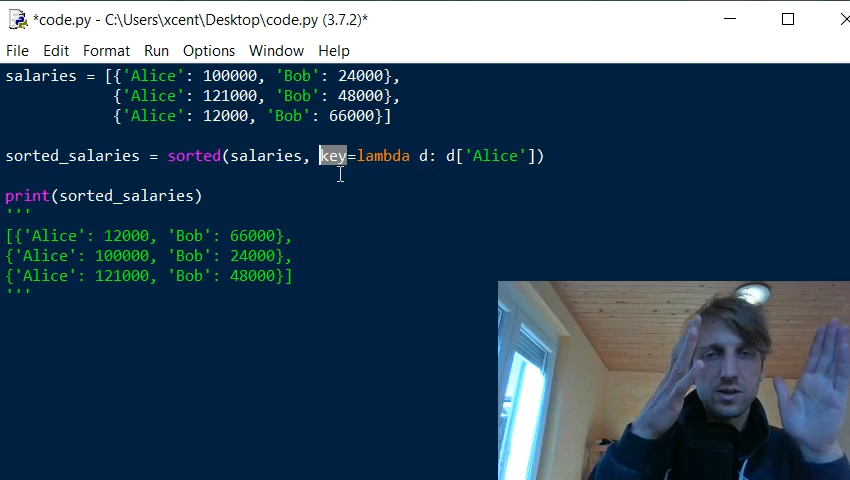 *code.py - C:\Users\xcent\Desktop\code.py (3.7.2)*
File Edit Format Run Options Window Help
salaries = [{'Alice': 100000, 'Bob': 24000},
{'Alice': 121000, 'Bob': 48000},
{'Alice': 12000, 'Bob': 66000}]
sorted_salaries = sorted(salaries, key=lambda d: d['Alice'])
print(sorted_salaries)
'''
[{'Alice': 12000, 'Bob': 66000},
{'Alice': 100000, 'Bob': 24000},
{'Alice': 121000, 'Bob': 48000}]
'''